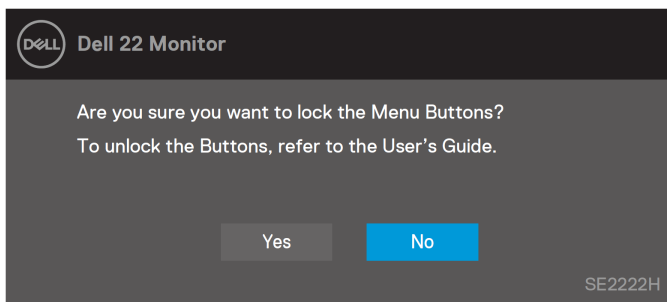 DELL
Dell 22 Monitor
Are you sure you want to lock the Menu Buttons?
To unlock the Buttons, refer to the User's Guide.
Yes
No
SE2222H